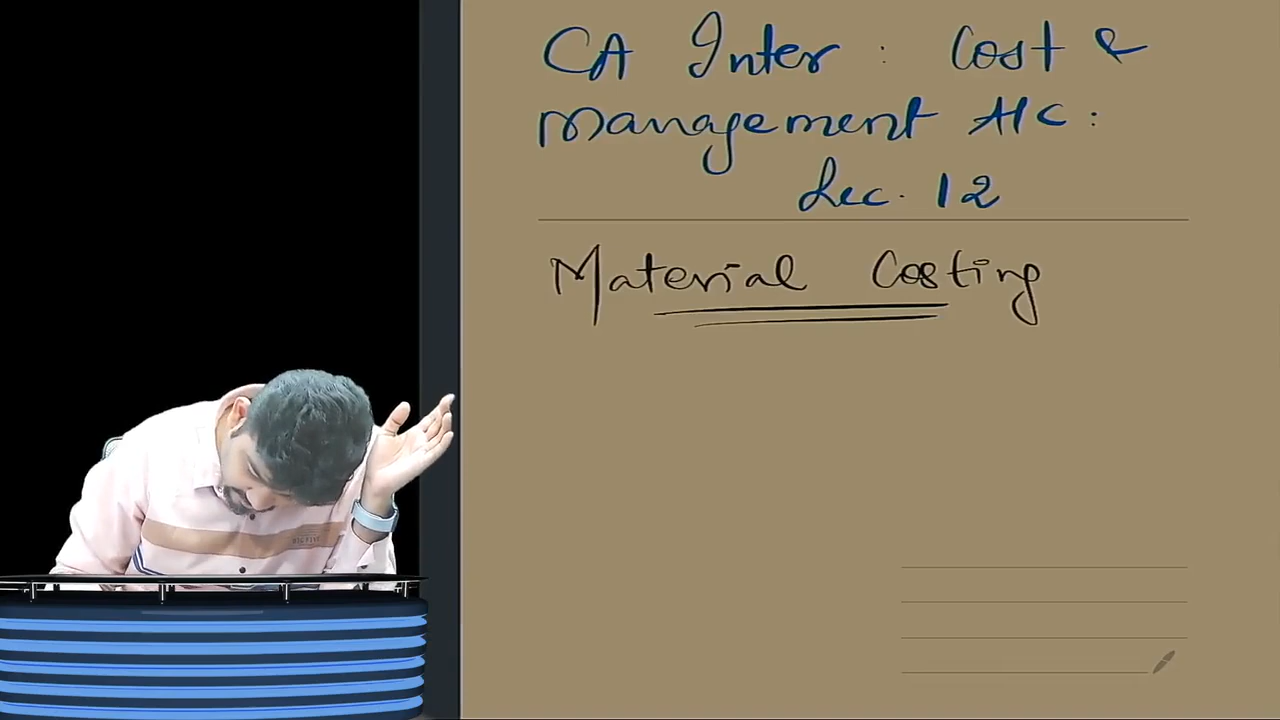 CA Inter : Cost &
Management A/C :
Lec. 12
Material Costing